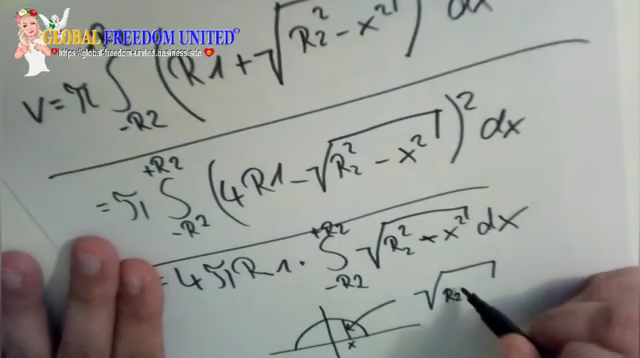 GLOBAL FREEDOM UNITED©
https://global-freedom-united.business.site
V=π∫_{-R2} (R1+√(R₂²-x²)) dx
=π∫_{-R2}^{+R2} (4R1-√(R₂²-x²))² dx
=4πR1·∫_{-R2}^{+R2} √(R₂²+x²) dx
√R2
x